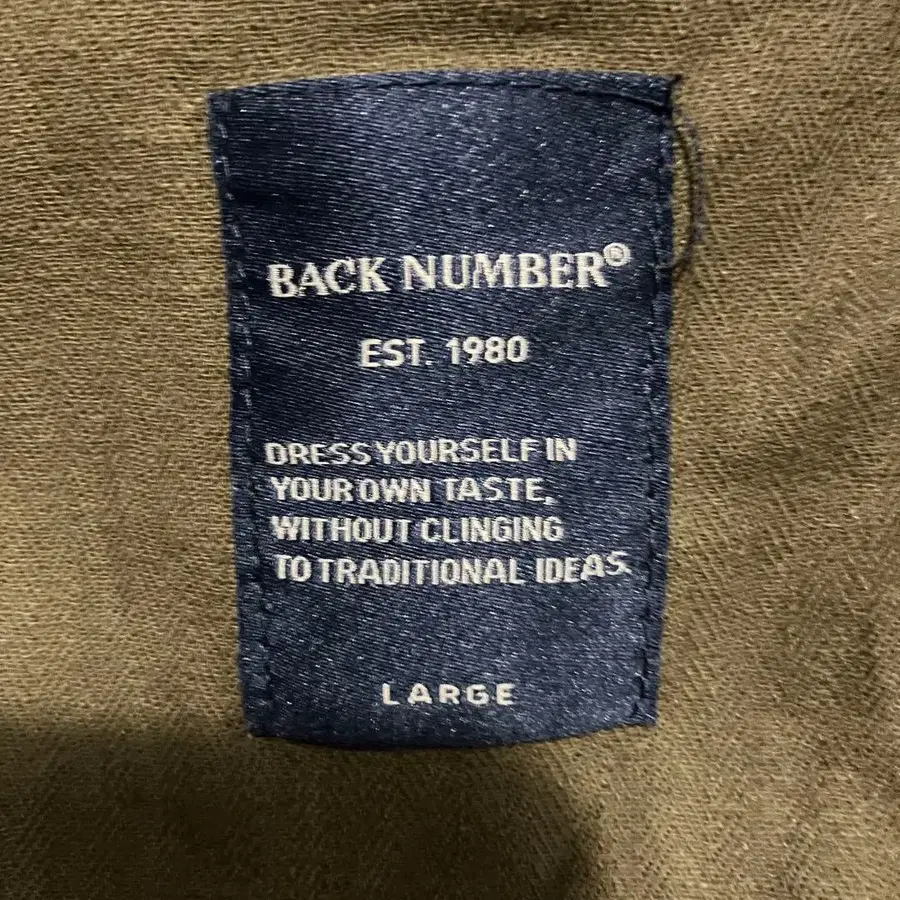 BACK NUMBER®
EST. 1980
DRESS YOURSELF IN
YOUR OWN TASTE,
WITHOUT CLINGING
TO TRADITIONAL IDEAS.
LARGE